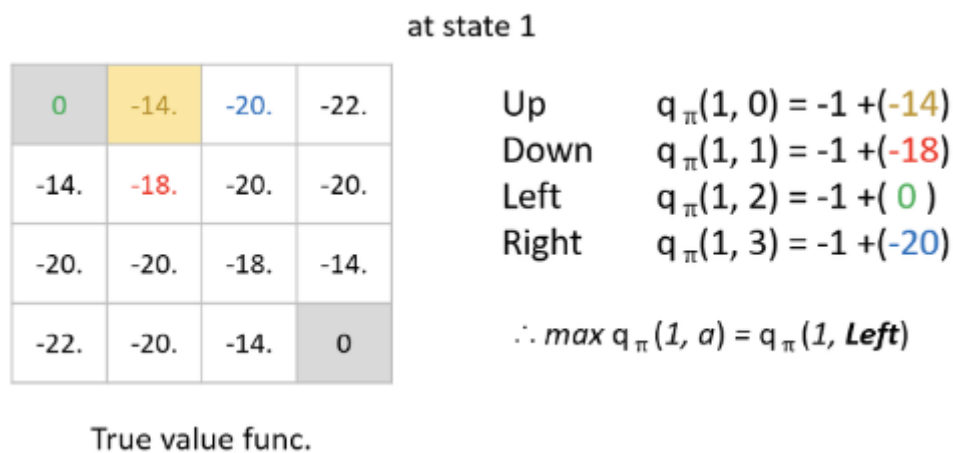 at state 1
0 -14. -20. -22.
-14. -18. -20. -20.
-20. -20. -18. -14.
-22. -20. -14. 0
True value func.
Up q π(1, 0) = -1 +(-14)
Down q π(1, 1) = -1 +(-18)
Left q π(1, 2) = -1 +( 0 )
Right q π(1, 3) = -1 +(-20)
∴ max q π (1, a) = q π (1, Left)